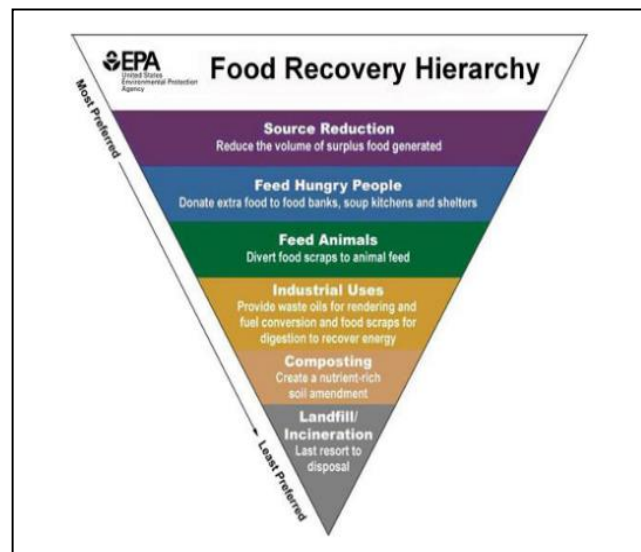 EPA
United States
Environmental Protection
Agency
Food Recovery Hierarchy
Most Preferred
Source Reduction
Reduce the volume of surplus food generated
Feed Hungry People
Donate extra food to food banks, soup kitchens and shelters
Feed Animals
Divert food scraps to animal feed
Industrial Uses
Provide waste oils for rendering and
fuel conversion and food scraps for
digestion to recover energy
Composting
Create a nutrient-rich
soil amendment
Landfill/
Incineration
Last resort to
disposal
Least Preferred